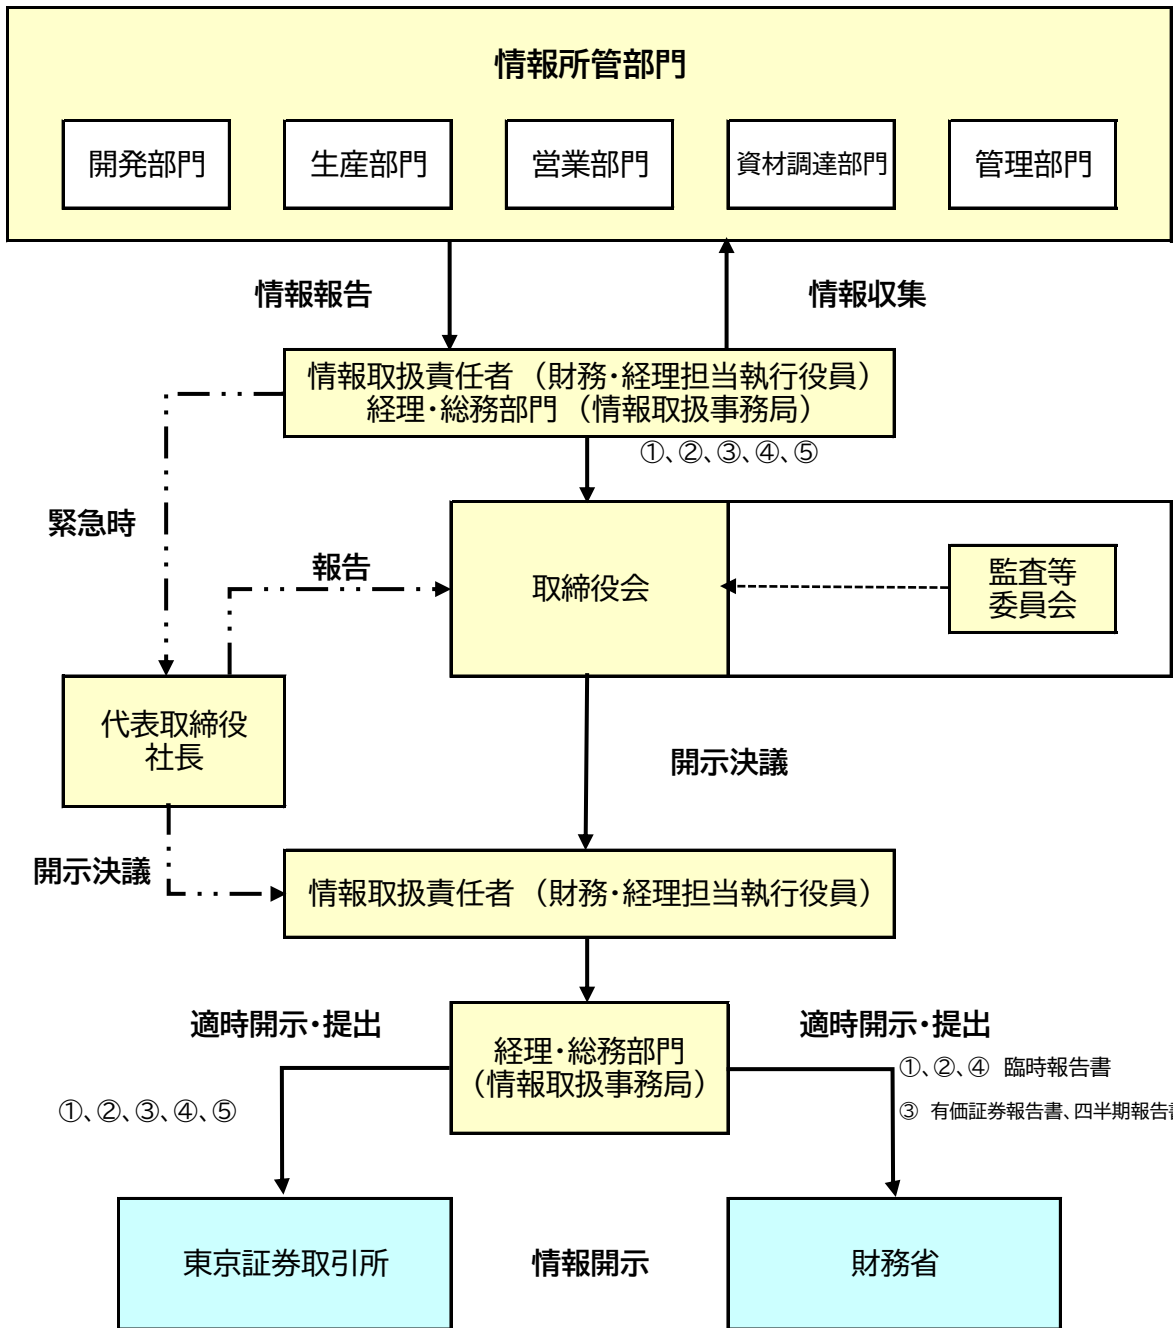 情報所管部門
開発部門
生産部門
営業部門
資材調達部門
管理部門
情報報告
情報収集
情報取扱責任者（財務・経理担当執行役員）
経理・総務部門（情報取扱事務局）
①、②、③、④、⑤
緊急時
報告
取締役会
監査等
委員会
代表取締役
社長
開示決議
開示決議
情報取扱責任者（財務・経理担当執行役員）
適時開示・提出
適時開示・提出
経理・総務部門
（情報取扱事務局）
①、②、④ 臨時報告書
①、②、③、④、⑤
③ 有価証券報告書、四半期報告書
東京証券取引所
情報開示
財務省